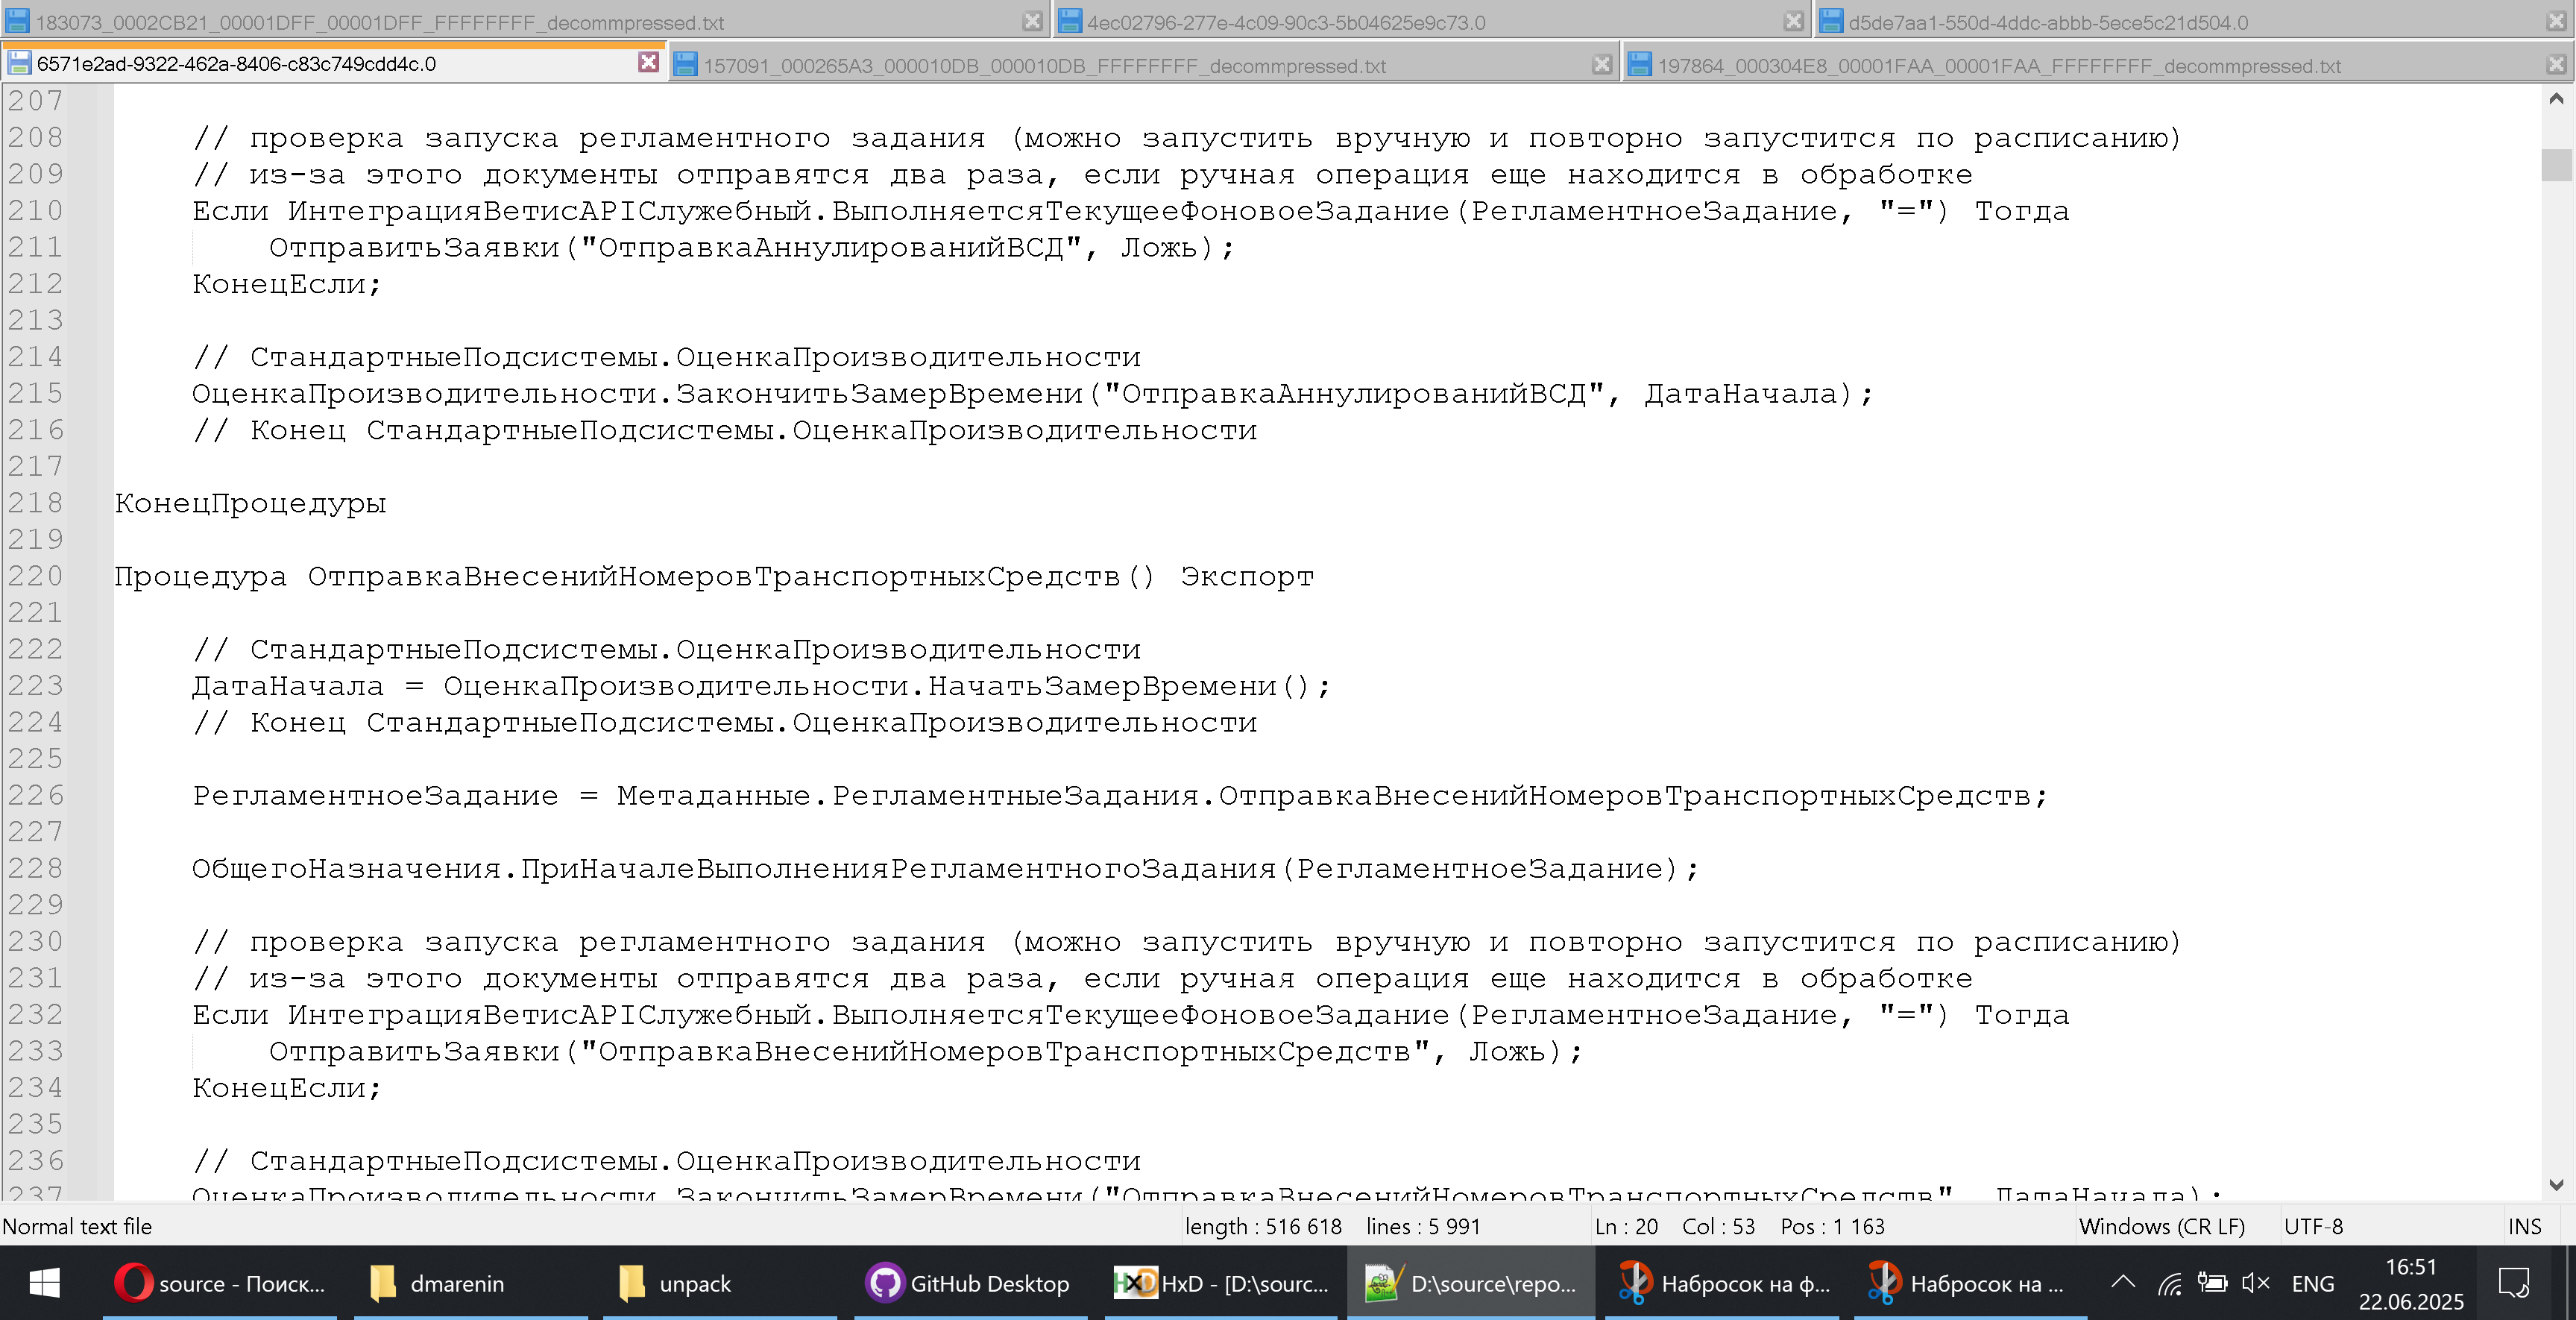 183073_0002CB21_00001DFF_00001DFF_FFFFFFFF_decommpressed.txt
4ec02796-277e-4c09-90c3-5b04625e9c73.0
d5de7aa1-550d-4ddc-abbb-5ece5c21d504.0
6571e2ad-9322-462a-8406-c83c749cdd4c.0
157091_000265A3_000010DB_000010DB_FFFFFFFF_decommpressed.txt
197864_000304E8_00001FAA_00001FAA_FFFFFFFF_decommpressed.txt
207
208 // проверка запуска регламентного задания (можно запустить вручную и повторно запустится по расписанию)
209 // из-за этого документы отправятся два раза, если ручная операция еще находится в обработке
210 Если ИнтеграцияВетисAPIСлужебный.ВыполняетсяТекущееФоновоеЗадание(РегламентноеЗадание, "=") Тогда
211 ОтправитьЗаявки("ОтправкаАннулированийВСД", Ложь);
212 КонецЕсли;
213
214 // СтандартныеПодсистемы.ОценкаПроизводительности
215 ОценкаПроизводительности.ЗакончитьЗамерВремени("ОтправкаАннулированийВСД", ДатаНачала);
216 // Конец СтандартныеПодсистемы.ОценкаПроизводительности
217
218 КонецПроцедуры
219
220 Процедура ОтправкаВнесенийНомеровТранспортныхСредств() Экспорт
221
222 // СтандартныеПодсистемы.ОценкаПроизводительности
223 ДатаНачала = ОценкаПроизводительности.НачатьЗамерВремени();
224 // Конец СтандартныеПодсистемы.ОценкаПроизводительности
225
226 РегламентноеЗадание = Метаданные.РегламентныеЗадания.ОтправкаВнесенийНомеровТранспортныхСредств;
227
228 ОбщегоНазначения.ПриНачалеВыполненияРегламентногоЗадания(РегламентноеЗадание);
229
230 // проверка запуска регламентного задания (можно запустить вручную и повторно запустится по расписанию)
231 // из-за этого документы отправятся два раза, если ручная операция еще находится в обработке
232 Если ИнтеграцияВетисAPIСлужебный.ВыполняетсяТекущееФоновоеЗадание(РегламентноеЗадание, "=") Тогда
233 ОтправитьЗаявки("ОтправкаВнесенийНомеровТранспортныхСредств", Ложь);
234 КонецЕсли;
235
236 // СтандартныеПодсистемы.ОценкаПроизводительности
237 ОценкаПроизводительности.ЗакончитьЗамерВремени("ОтправкаВнесенийНомеровТранспортныхСредств", ДатаНачала);
Normal text file length : 516 618 lines : 5 991 Ln : 20 Col : 53 Pos : 1 163 Windows (CR LF) UTF-8 INS
source - Поиск... dmarenin unpack GitHub Desktop HxD - [D:\sourc... D:\source\repo... Набросок на ф... Набросок на ... ENG 16:51
22.06.2025